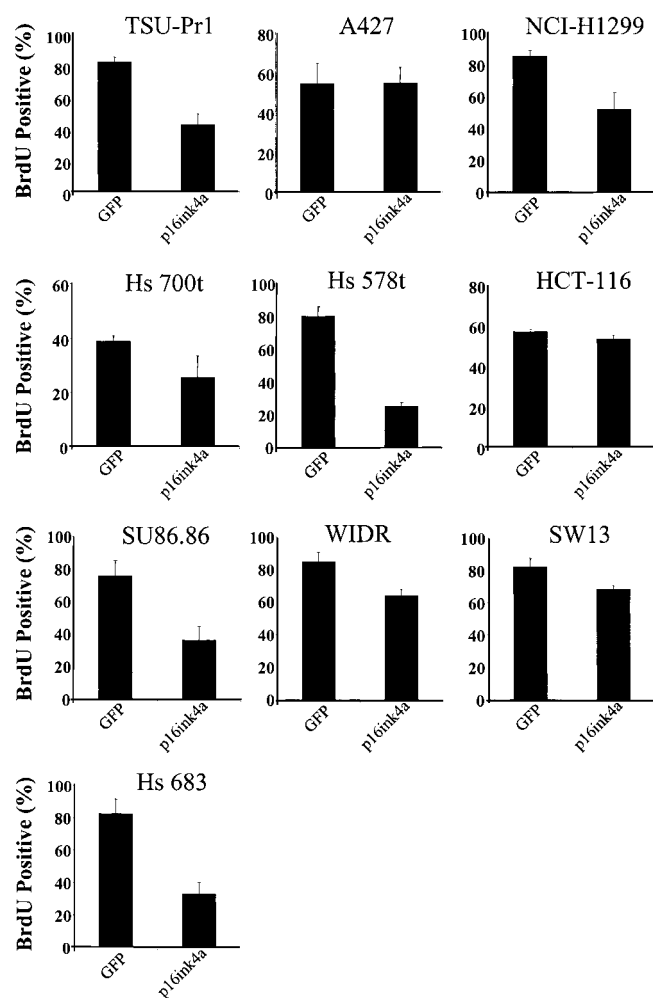 TSU-Pr1
BrdU Positive (%)
100
80
60
40
20
0
GFP
p16ink4a
A427
80
60
40
20
0
GFP
p16ink4a
NCI-H1299
100
80
60
40
20
0
GFP
p16ink4a
Hs 700t
BrdU Positive (%)
60
40
20
0
GFP
p16ink4a
Hs 578t
100
80
60
40
20
0
GFP
p16ink4a
HCT-116
80
60
40
20
0
GFP
p16ink4a
SU86.86
BrdU Positive (%)
100
80
60
40
20
0
GFP
p16ink4a
WIDR
100
80
60
40
20
0
GFP
p16ink4a
SW13
100
80
60
40
20
0
GFP
p16ink4a
Hs 683
BrdU Positive (%)
100
80
60
40
20
0
GFP
p16ink4a